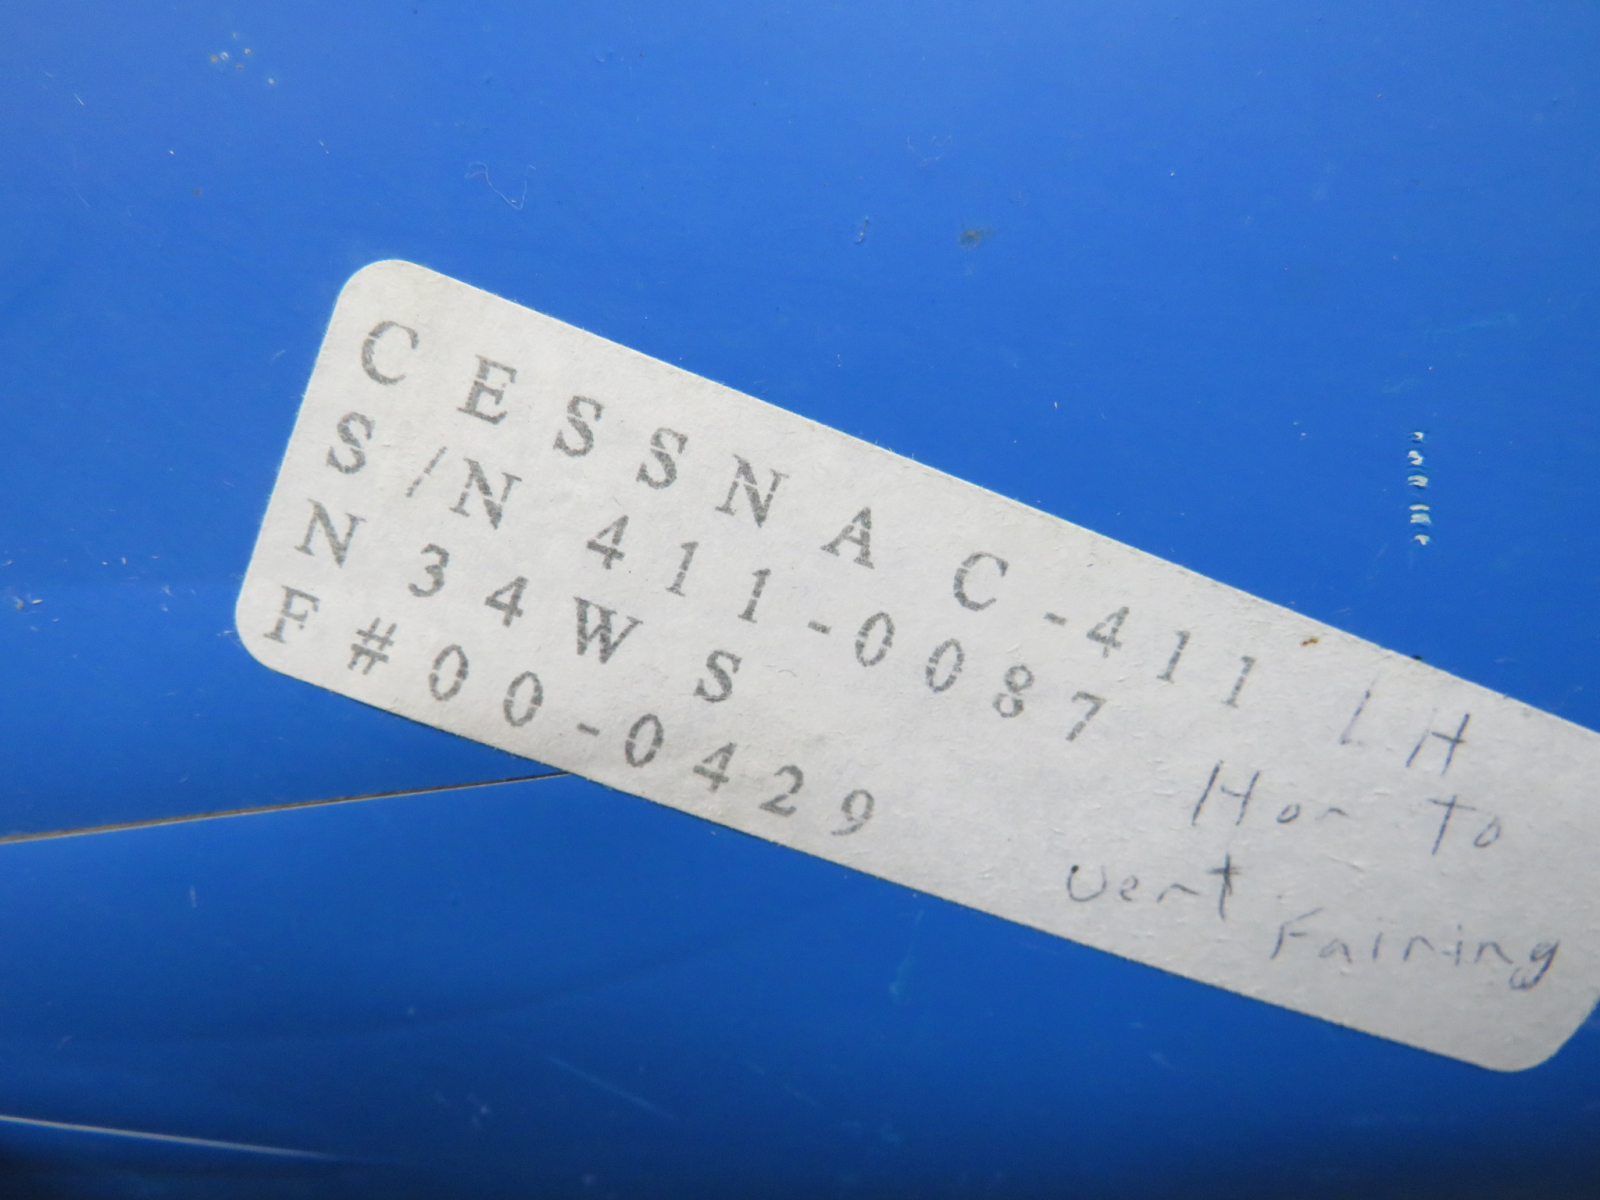 CESSNA C-411 LH
S/N 411-0087 Hor To
N34WS vert Fairing
F#00-0429